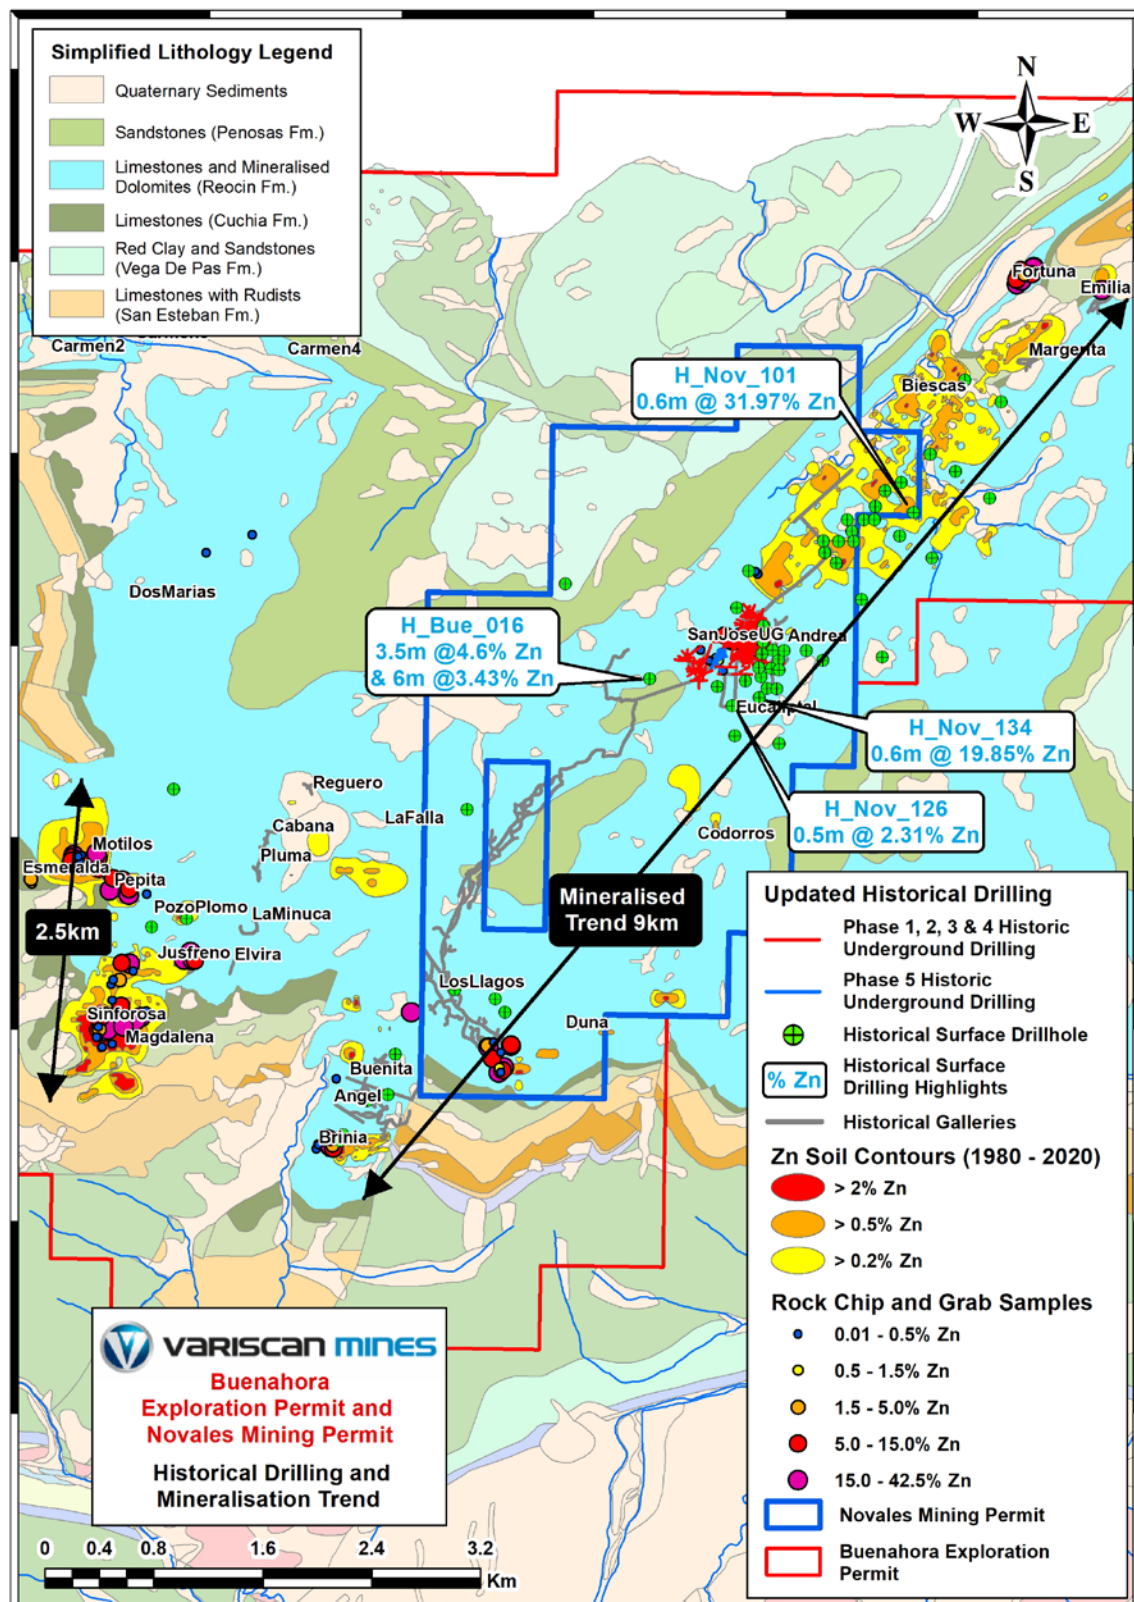 Simplified Lithology Legend
Quaternary Sediments
Sandstones (Penosas Fm.)
Limestones and Mineralised
Dolomites (Reocin Fm.)
Limestones (Cuchia Fm.)
Red Clay and Sandstones
(Vega De Pas Fm.)
Limestones with Rudists
(San Esteban Fm.)
N
W E
S
Carmen2
Carmen4
Fortuna
Emilia
Margerita
Biescas
H_Nov_101
0.6m @ 31.97% Zn
DosMarias
H_Bue_016
3.5m @4.6% Zn
& 6m @3.43% Zn
SanJoseUG
Andrea
Eucaliptal
H_Nov_134
0.6m @ 19.85% Zn
H_Nov_126
0.5m @ 2.31% Zn
Reguero
Cabana
Pluma
LaFalla
Codorros
Motilos
Esmeralda
Pepita
PozoPlomo
LaMinuca
2.5km
Mineralised
Trend 9km
Jusfreno
Elvira
LosLlagos
Sinforosa
Magdalena
Duna
Buenita
Angel
Brinia
Updated Historical Drilling
Phase 1, 2, 3 & 4 Historic
Underground Drilling
Phase 5 Historic
Underground Drilling
Historical Surface Drillhole
% Zn
Historical Surface
Drilling Highlights
Historical Galleries
Zn Soil Contours (1980 - 2020)
> 2% Zn
> 0.5% Zn
> 0.2% Zn
Rock Chip and Grab Samples
0.01 - 0.5% Zn
0.5 - 1.5% Zn
1.5 - 5.0% Zn
5.0 - 15.0% Zn
15.0 - 42.5% Zn
Novales Mining Permit
Buenahora Exploration
Permit
VARISCAN MINES
Buenahora
Exploration Permit and
Novales Mining Permit
Historical Drilling and
Mineralisation Trend
0 0.4 0.8 1.6 2.4 3.2
Km